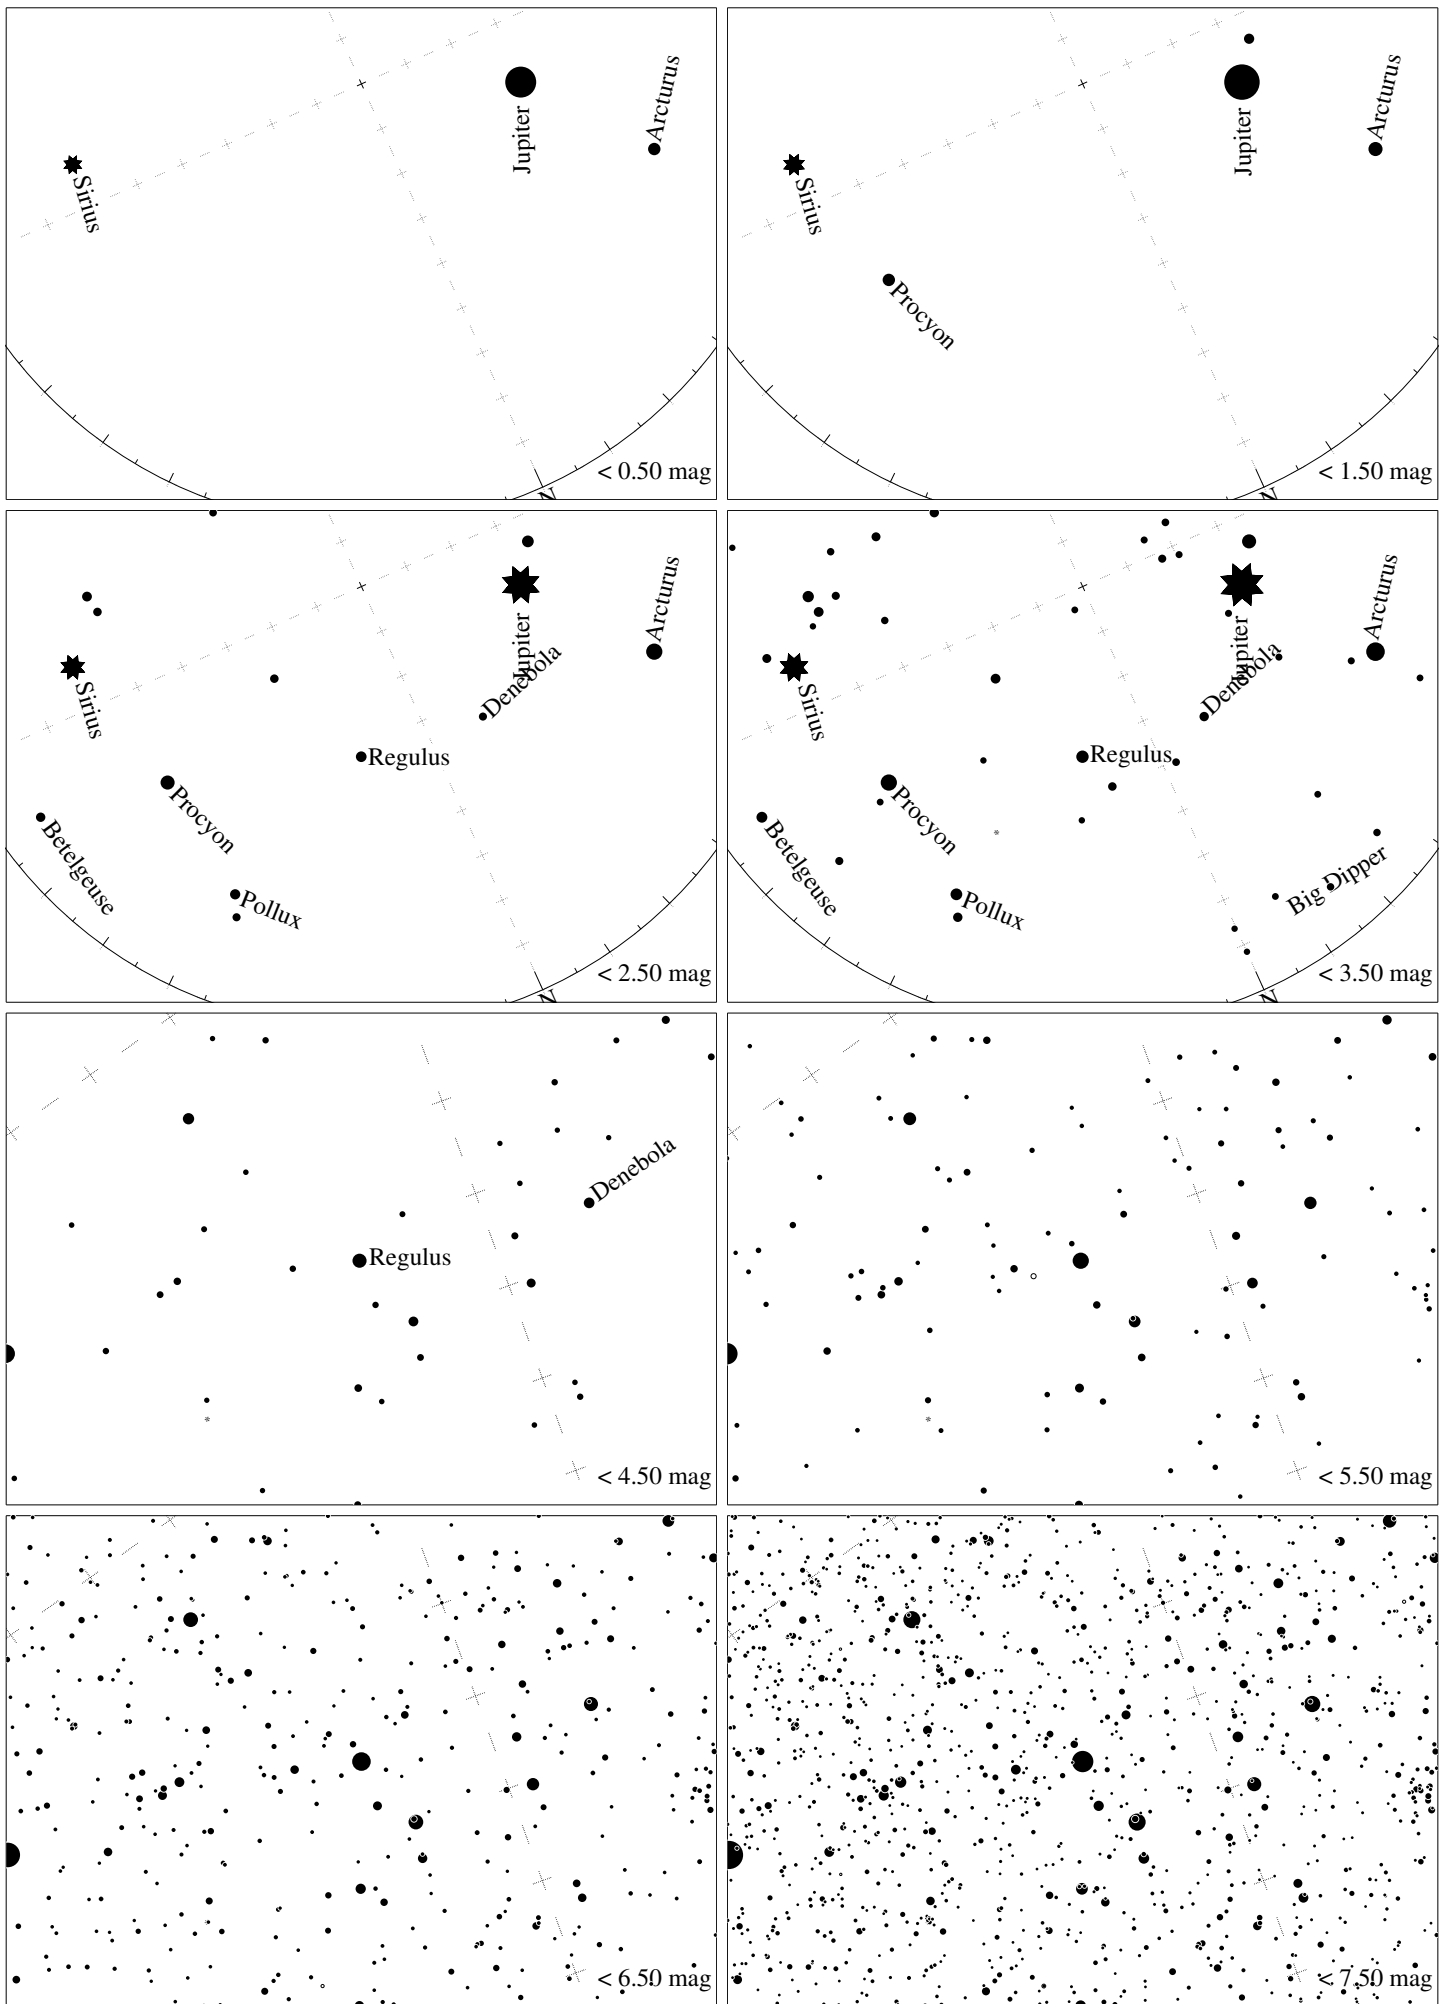 Jupiter
Arcturus
Sirius
N
< 0.50 mag
Jupiter
Arcturus
Sirius
Procyon
N
< 1.50 mag
Arcturus
Jupiter
Denebola
Sirius
Regulus
Procyon
Betelgeuse
Pollux
N
< 2.50 mag
Arcturus
Jupiter
Denebola
Sirius
Regulus
Procyon
Betelgeuse
Big Dipper
Pollux
N
< 3.50 mag
Denebola
Regulus
< 4.50 mag
< 5.50 mag
< 6.50 mag
< 7.50 mag